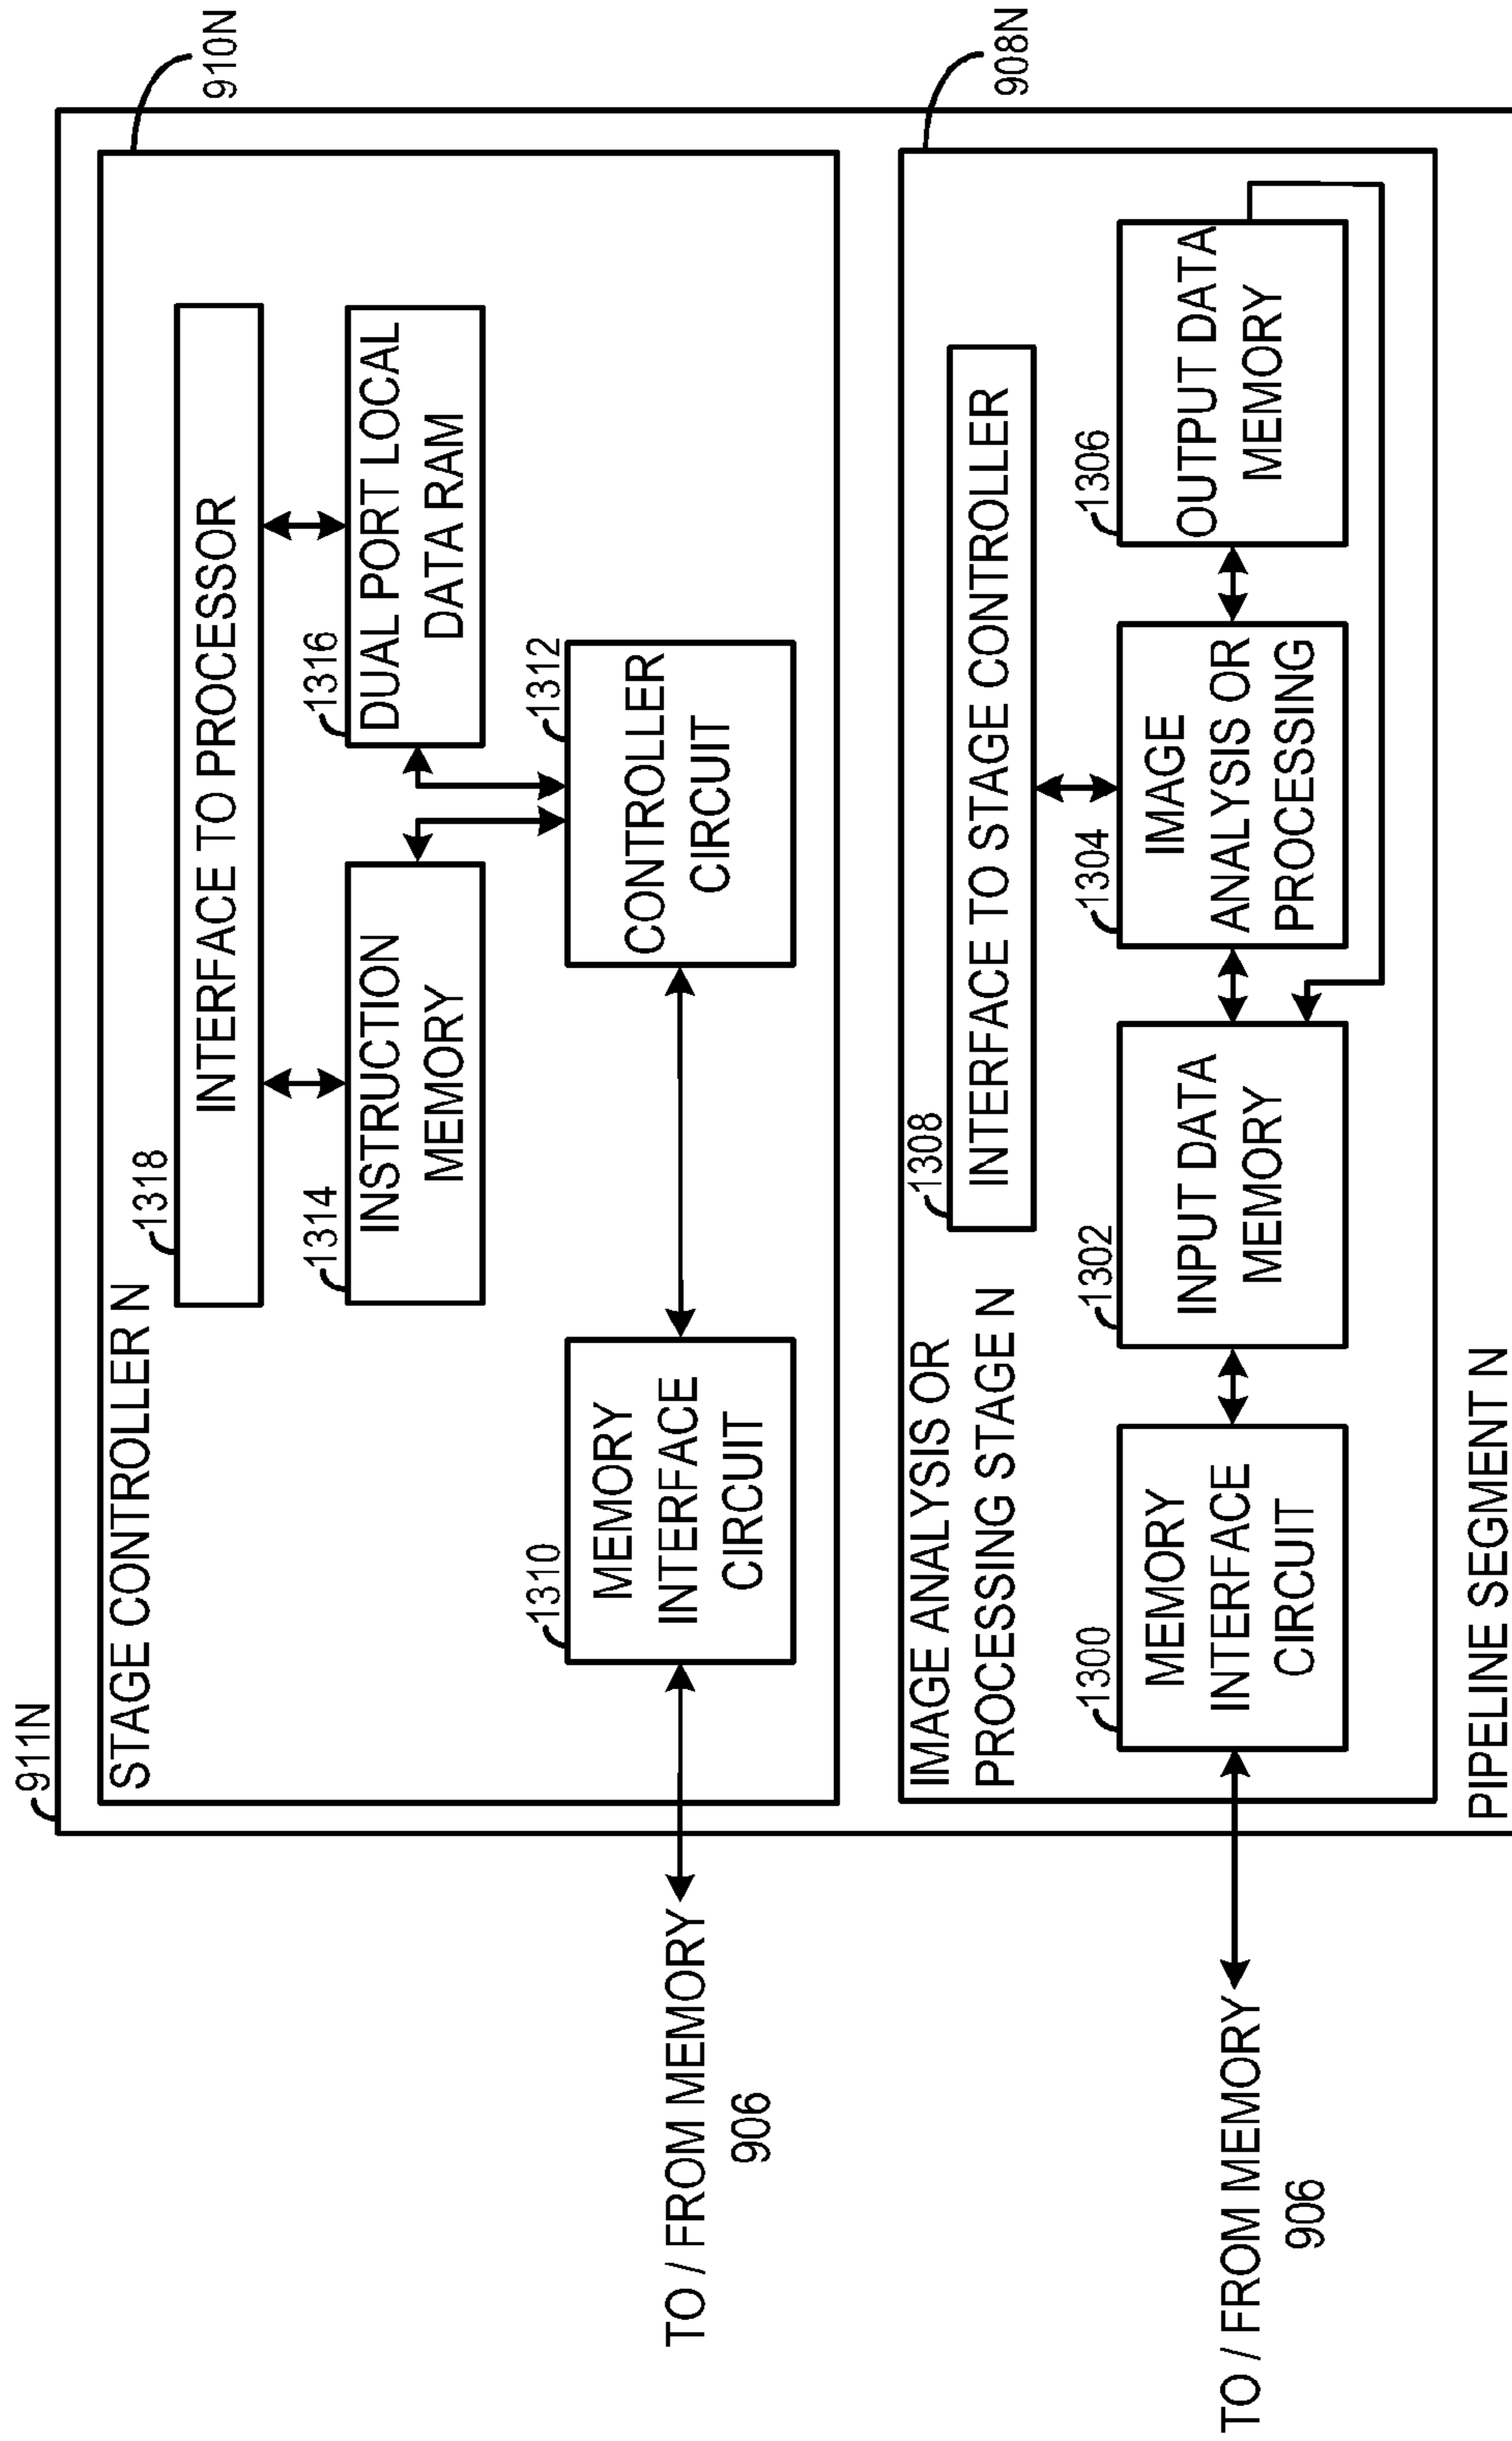 911N
STAGE CONTROLLER N
910N
1318
INTERFACE TO PROCESSOR
1314
INSTRUCTION
MEMORY
1316
DUAL PORT LOCAL
DATA RAM
1310
MEMORY
INTERFACE
CIRCUIT
1312
CONTROLLER
CIRCUIT
TO / FROM MEMORY
906
IMAGE ANALYSIS OR
PROCESSING STAGE N
908N
1308
INTERFACE TO STAGE CONTROLLER
1300
MEMORY
INTERFACE
CIRCUIT
1302
INPUT DATA
MEMORY
1304
IMAGE
ANALYSIS OR
PROCESSING
1306
OUTPUT DATA
MEMORY
TO / FROM MEMORY
906
PIPELINE SEGMENT N